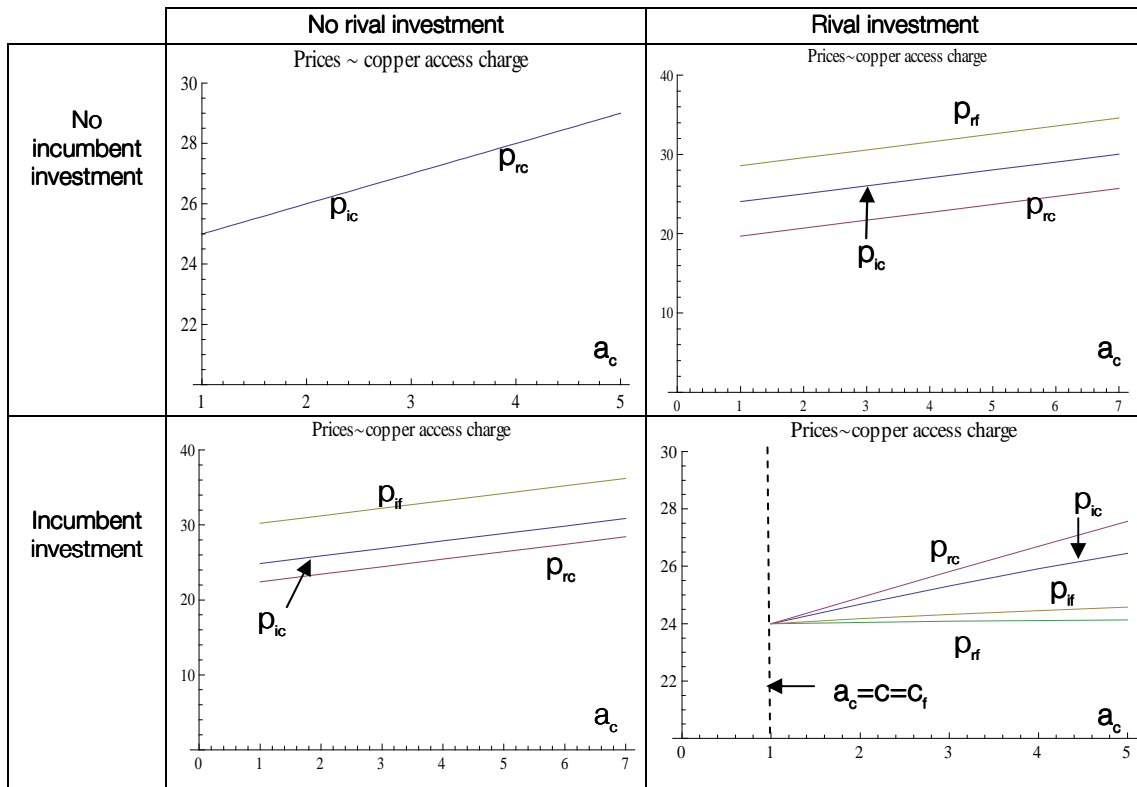 No rival investment
Rival investment
No
incumbent
investment
Prices ~ copper access charge
30
28
26
24
22
p_rc
p_ic
a_c
1 2 3 4 5
Prices~copper access charge
40
30
20
10
p_rf
p_rc
p_ic
a_c
0 1 2 3 4 5 6 7
Incumbent
investment
Prices~copper access charge
40
30
20
10
p_if
p_rc
p_ic
a_c
0 1 2 3 4 5 6 7
Prices~copper access charge
30
28
26
24
22
p_ic
p_rc
p_if
p_rf
a_c=c=c_f
a_c
0 1 2 3 4 5